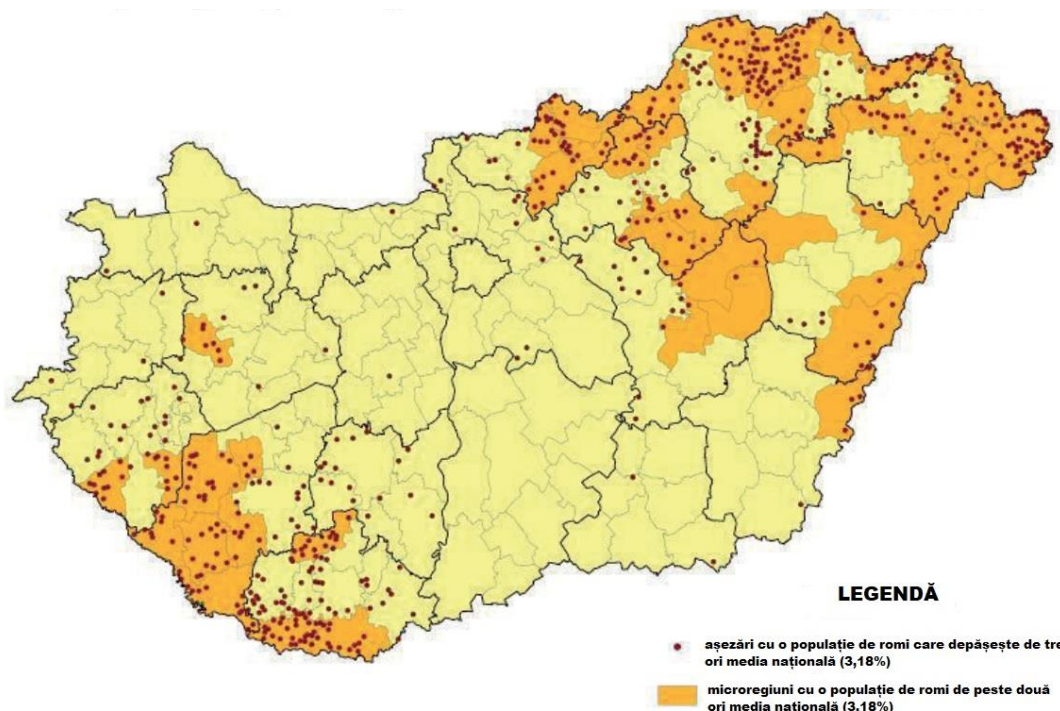 LEGENDĂ
așezări cu o populație de romi care depășește de tre
ori media națională (3,18%)
microregiuni cu o populație de romi de peste două
ori media națională (3,18%)